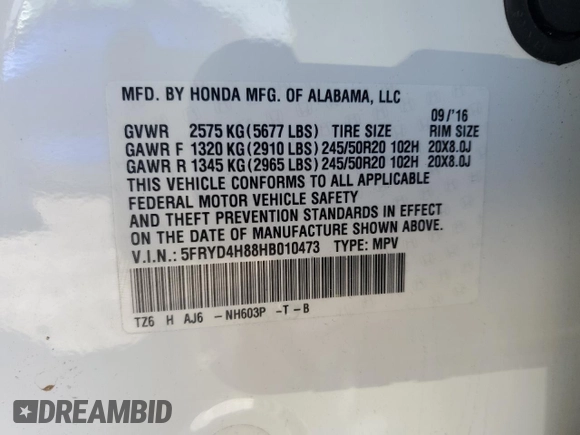 MFD. BY HONDA MFG. OF ALABAMA, LLC
09/'16
GVWR 2575 KG (5677 LBS) TIRE SIZE RIM SIZE
GAWR F 1320 KG (2910 LBS) 245/50R20 102H 20X8.0J
GAWR R 1345 KG (2965 LBS) 245/50R20 102H 20X8.0J
THIS VEHICLE CONFORMS TO ALL APPLICABLE
FEDERAL MOTOR VEHICLE SAFETY
AND THEFT PREVENTION STANDARDS IN EFFECT
ON THE DATE OF MANUFACTURE SHOWN ABOVE.
V.I.N.: 5FRYD4H88HB010473 TYPE: MPV
TZ6 H AJ6 -NH603P -T-B
DREAMBID